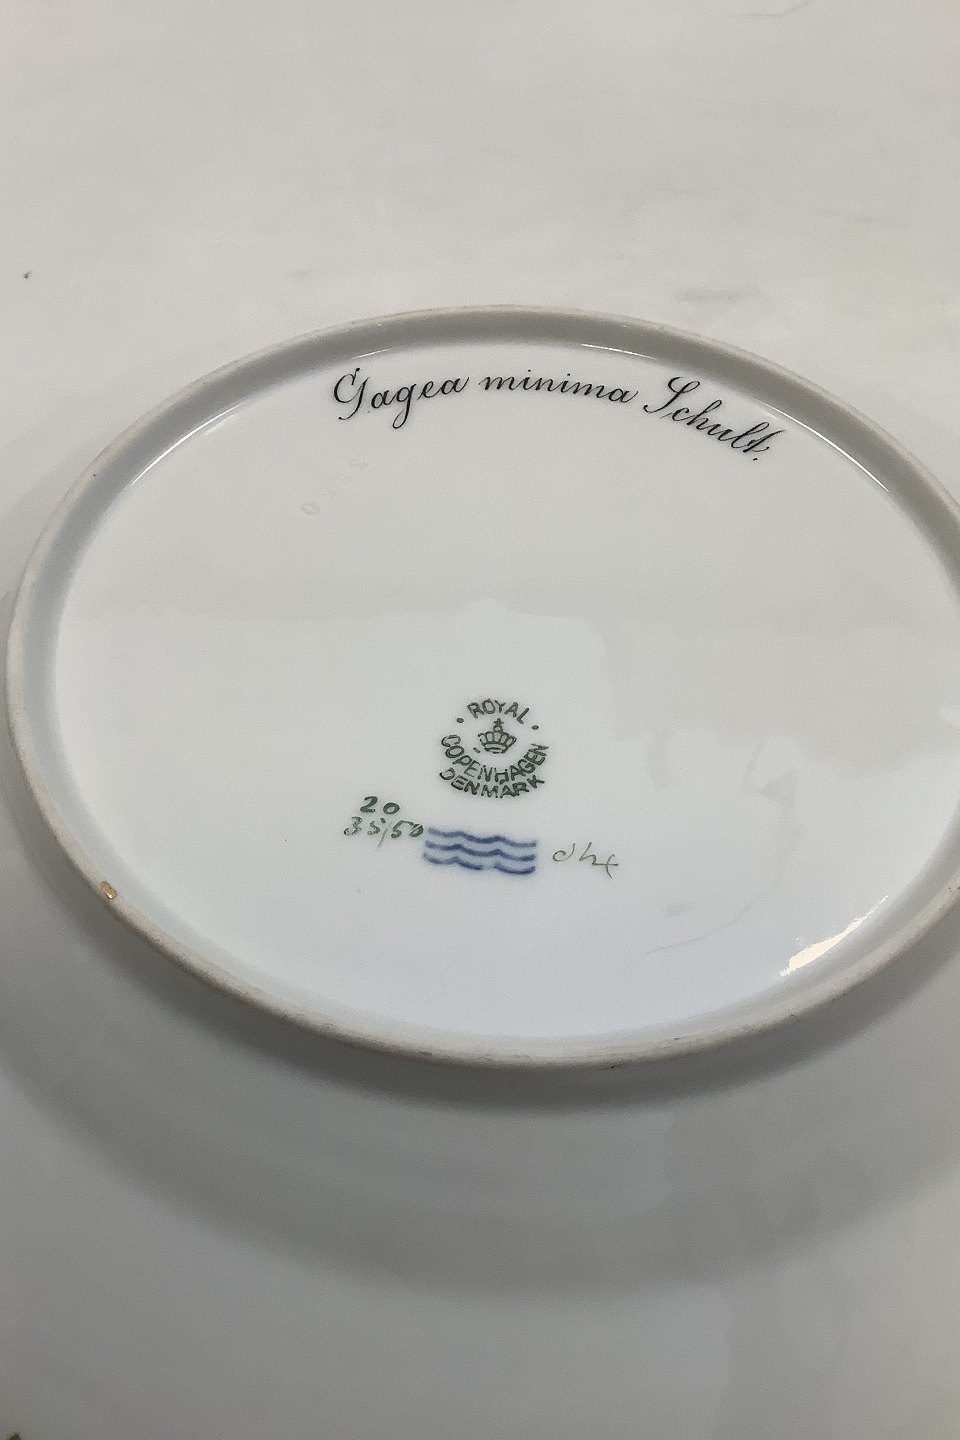 Gagea minima Schult.
· ROYAL ·
COPENHAGEN
DENMARK
20
35/50